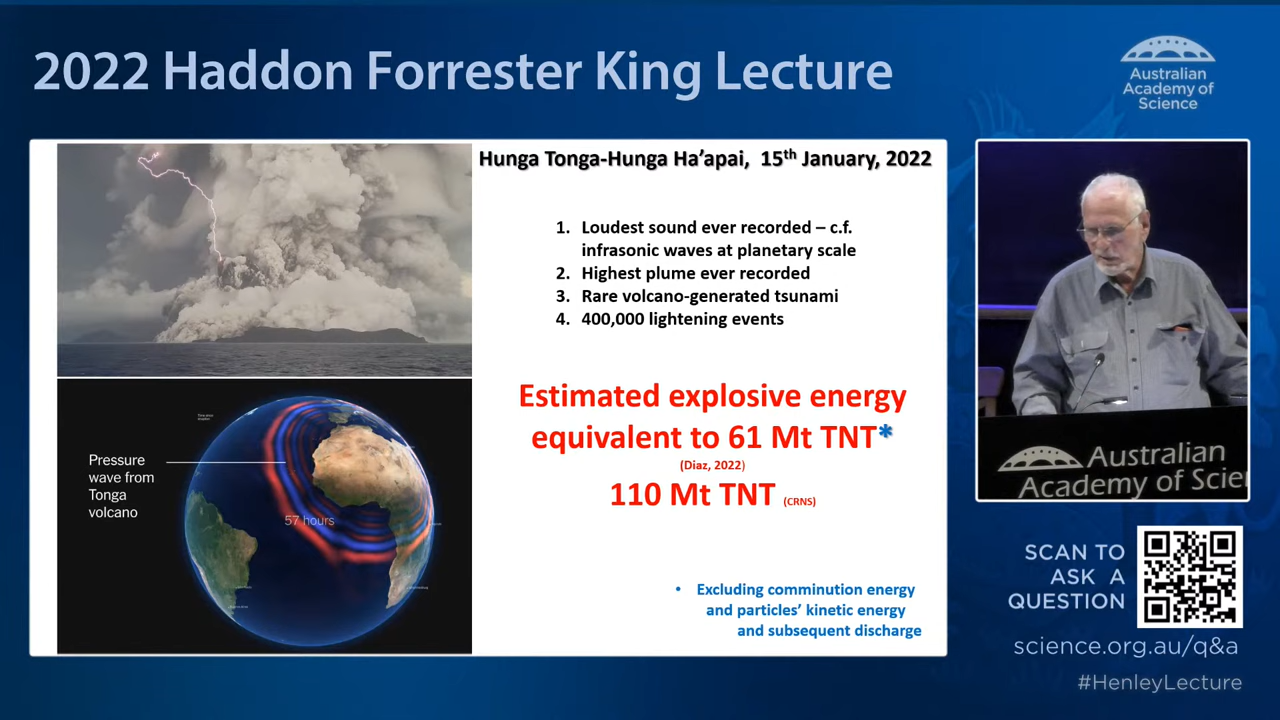 2022 Haddon Forrester King Lecture
Australian
Academy of
Science
Hunga Tonga-Hunga Ha'apai, 15th January, 2022
1. Loudest sound ever recorded – c.f.
infrasonic waves at planetary scale
2. Highest plume ever recorded
3. Rare volcano-generated tsunami
4. 400,000 lightening events
Estimated explosive energy
equivalent to 61 Mt TNT*
(Diaz, 2022)
110 Mt TNT (CRNS)
• Excluding comminution energy
and particles' kinetic energy
and subsequent discharge
Pressure
wave from
Tonga
volcano
57 hours
Australian
Academy of Scie
SCAN TO
ASK A
QUESTION
science.org.au/q&a
#HenleyLecture